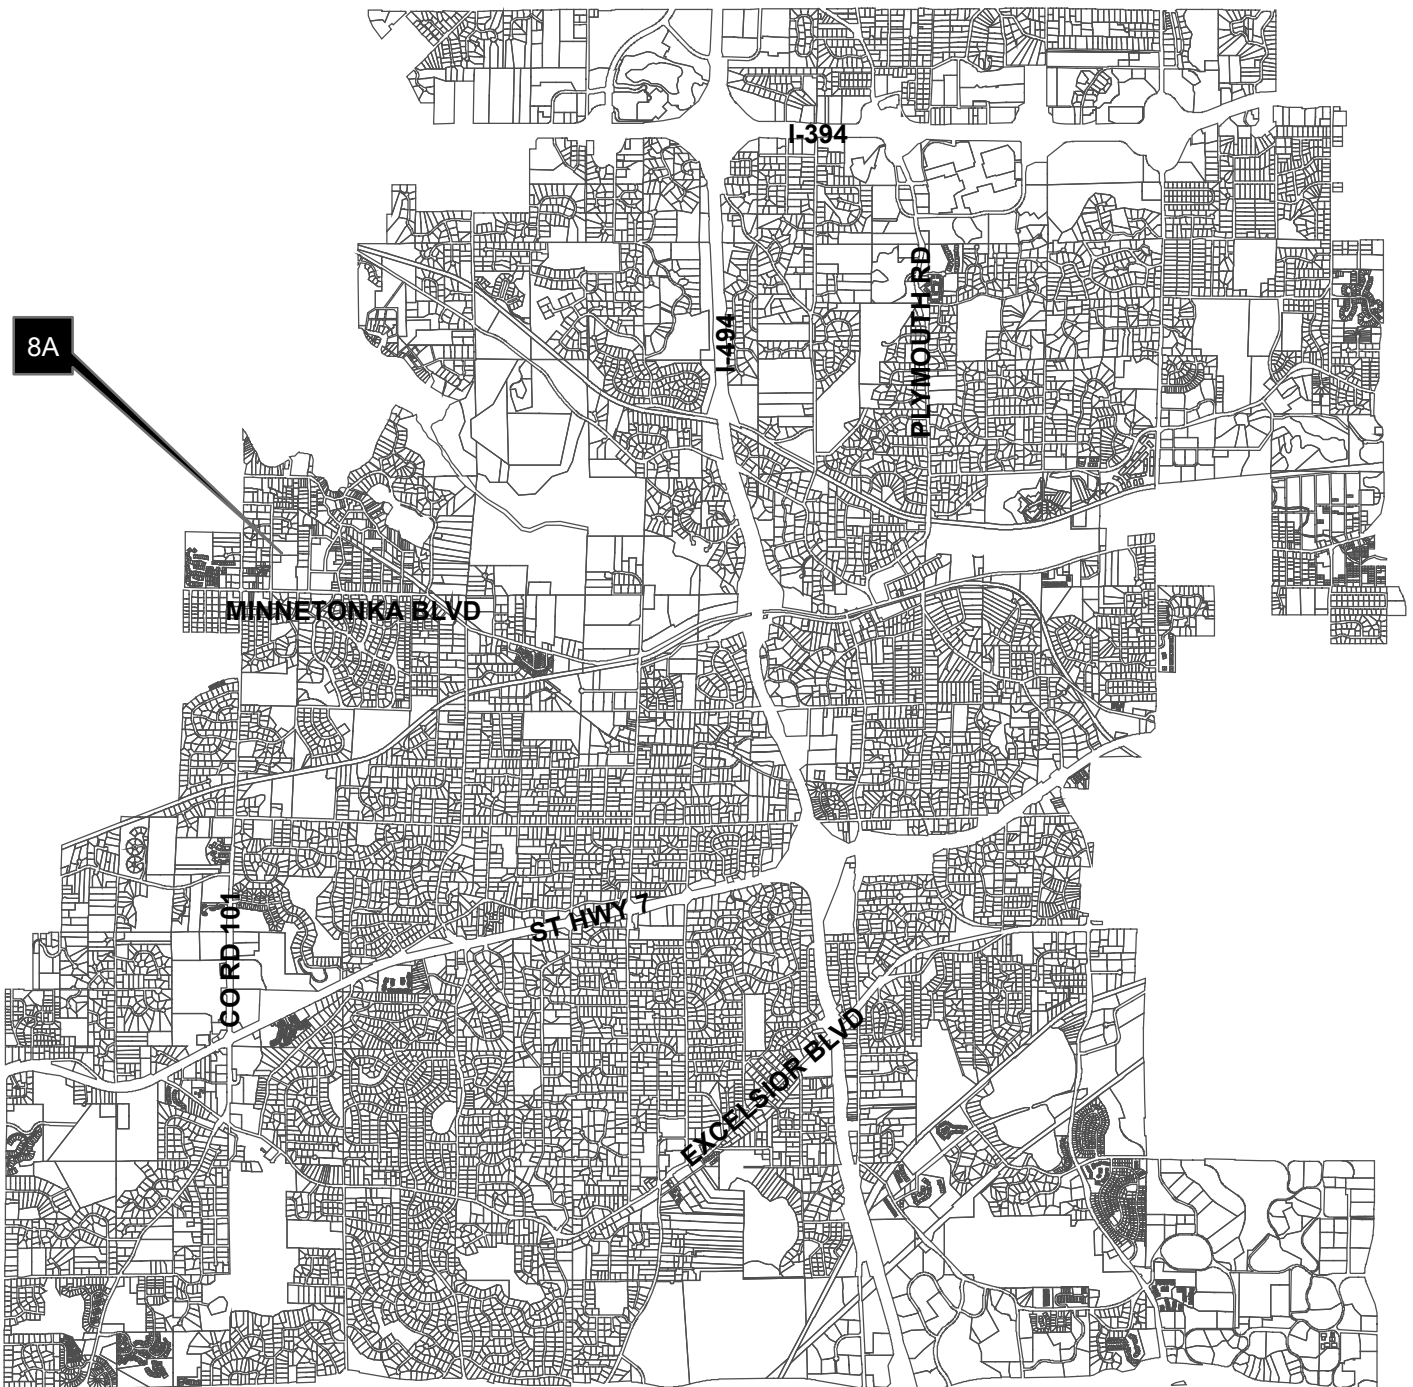 I-394
PLYMOUTH RD
I-494
8A
MINNETONKA BLVD
ST HWY 7
CO RD 101
EXCELSIOR BLVD